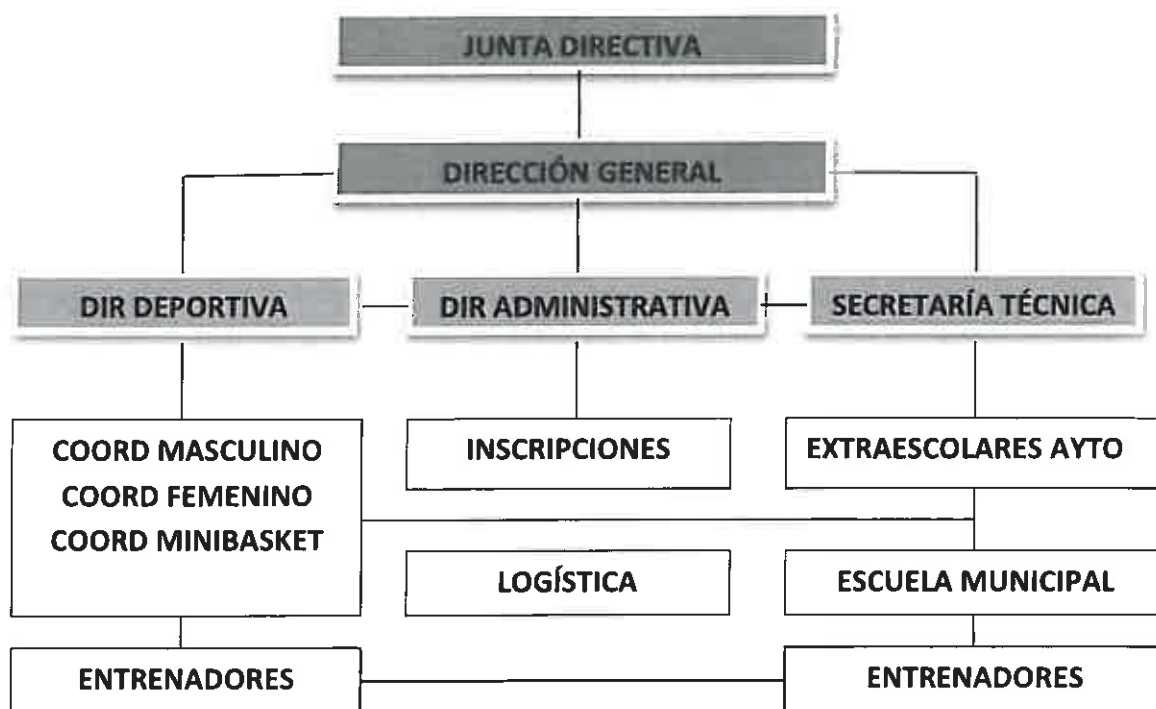 JUNTA DIRECTIVA
DIRECCIÓN GENERAL
DIR DEPORTIVA
DIR ADMINISTRATIVA
SECRETARÍA TÉCNICA
COORD MASCULINO
COORD FEMENINO
COORD MINIBASKET
INSCRIPCIONES
EXTRAESCOLARES AYTO
LOGÍSTICA
ESCUELA MUNICIPAL
ENTRENADORES
ENTRENADORES